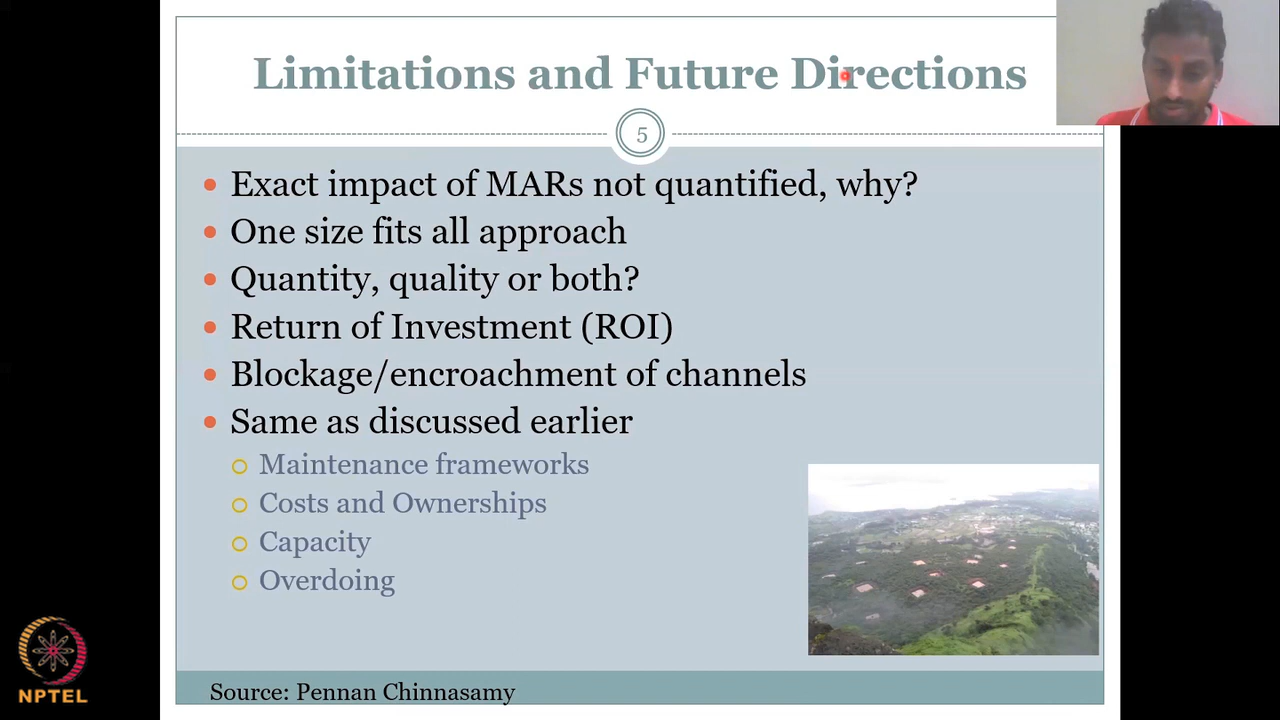 Limitations and Future Directions
5
Exact impact of MARs not quantified, why?
One size fits all approach
Quantity, quality or both?
Return of Investment (ROI)
Blockage/encroachment of channels
Same as discussed earlier
Maintenance frameworks
Costs and Ownerships
Capacity
Overdoing
Source: Pennan Chinnasamy
NPTEL